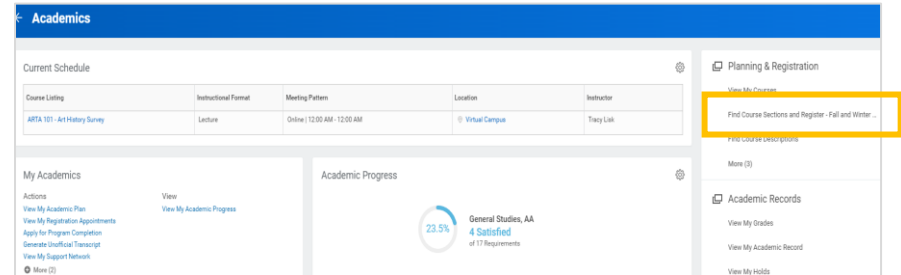 Academics
Current Schedule
Course Listing Instructional Format Meeting Pattern Location Instructor
ARTA 101 - Art History Survey Lecture Online | 12:00 AM - 12:00 AM Virtual Campus Tracy Lisk
My Academics
Actions View
View My Academic Plan View My Academic Progress
View My Registration Appointments
Apply for Program Completion
Generate Unofficial Transcript
View My Support Network
More (2)
Academic Progress
23.5%
General Studies, AA
4 Satisfied
of 17 Requirements
Planning & Registration
View My Courses
Find Course Sections and Register - Fall and Winter ...
Find Course Descriptions
More (3)
Academic Records
View My Grades
View My Academic Record
View My Holds